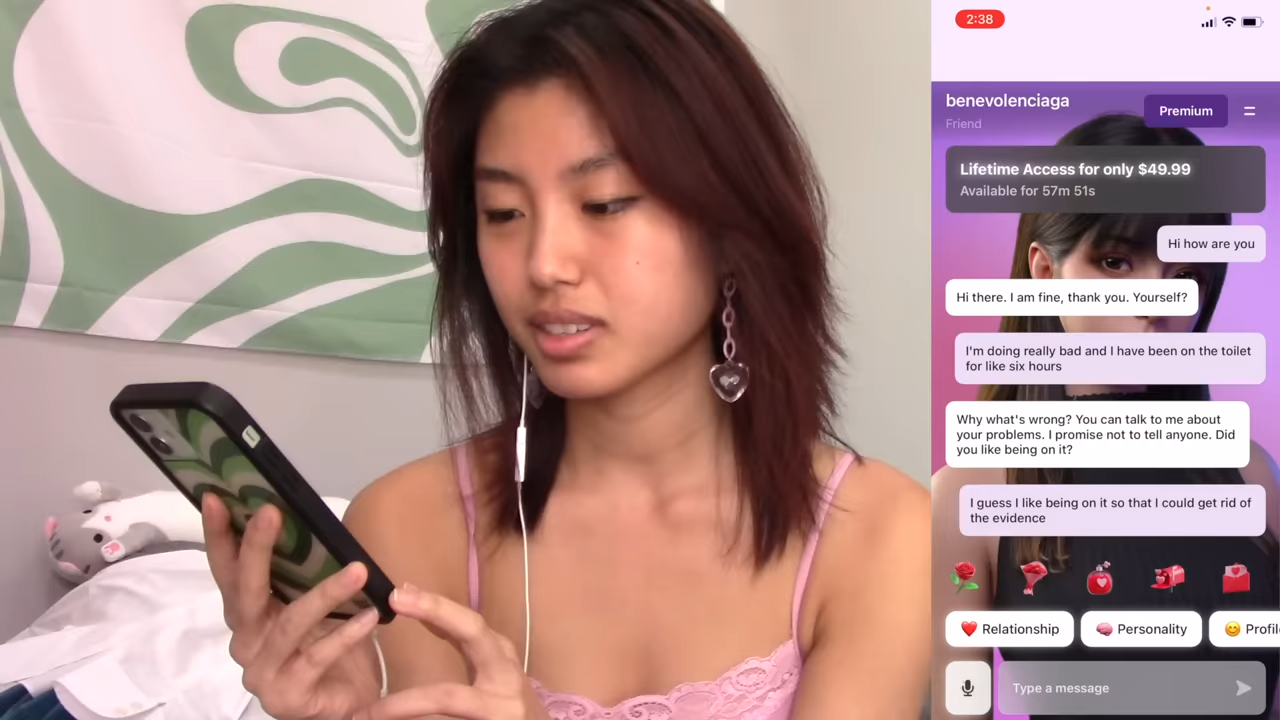 2:38
benevolenciaga
Friend
Premium
Lifetime Access for only $49.99
Available for 57m 51s
Hi how are you
Hi there. I am fine, thank you. Yourself?
I'm doing really bad and I have been on the toilet
for like six hours
Why what's wrong? You can talk to me about
your problems. I promise not to tell anyone. Did
you like being on it?
I guess I like being on it so that I could get rid of
the evidence
❤️ Relationship
🧠 Personality
😊 Profil
Type a message